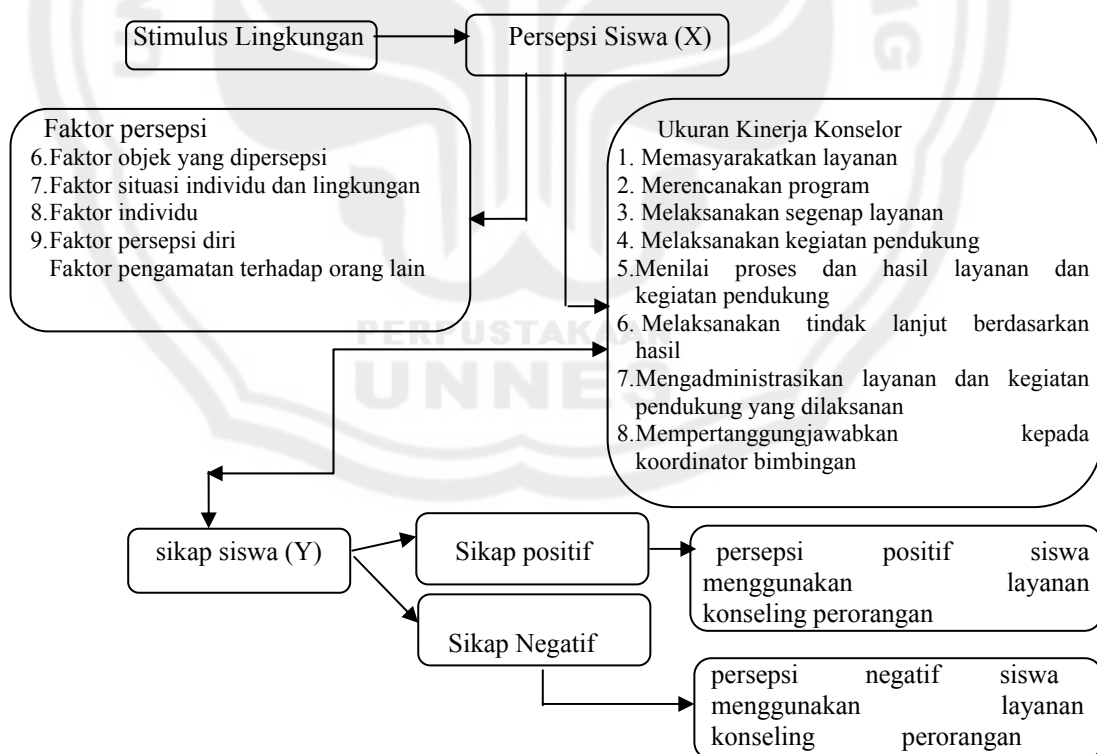 Stimulus Lingkungan
Persepsi Siswa (X)
Faktor persepsi
6.Faktor objek yang dipersepsi
7.Faktor situasi individu dan lingkungan
8.Faktor individu
9.Faktor persepsi diri
Faktor pengamatan terhadap orang lain
Ukuran Kinerja Konselor
1. Memasyarakatkan layanan
2. Merencanakan program
3. Melaksanakan segenap layanan
4. Melaksanakan kegiatan pendukung
5.Menilai proses dan hasil layanan dan
kegiatan pendukung
6. Melaksanakan tindak lanjut berdasarkan
hasil
7.Mengadministrasikan layanan dan kegiatan
pendukung yang dilaksanan
8.Mempertanggungjawabkan kepada
koordinator bimbingan
PERPUSTAKAAN
UNNES
sikap siswa (Y)
Sikap positif
persepsi positif siswa
menggunakan layanan
konseling perorangan
Sikap Negatif
persepsi negatif siswa
menggunakan layanan
konseling perorangan